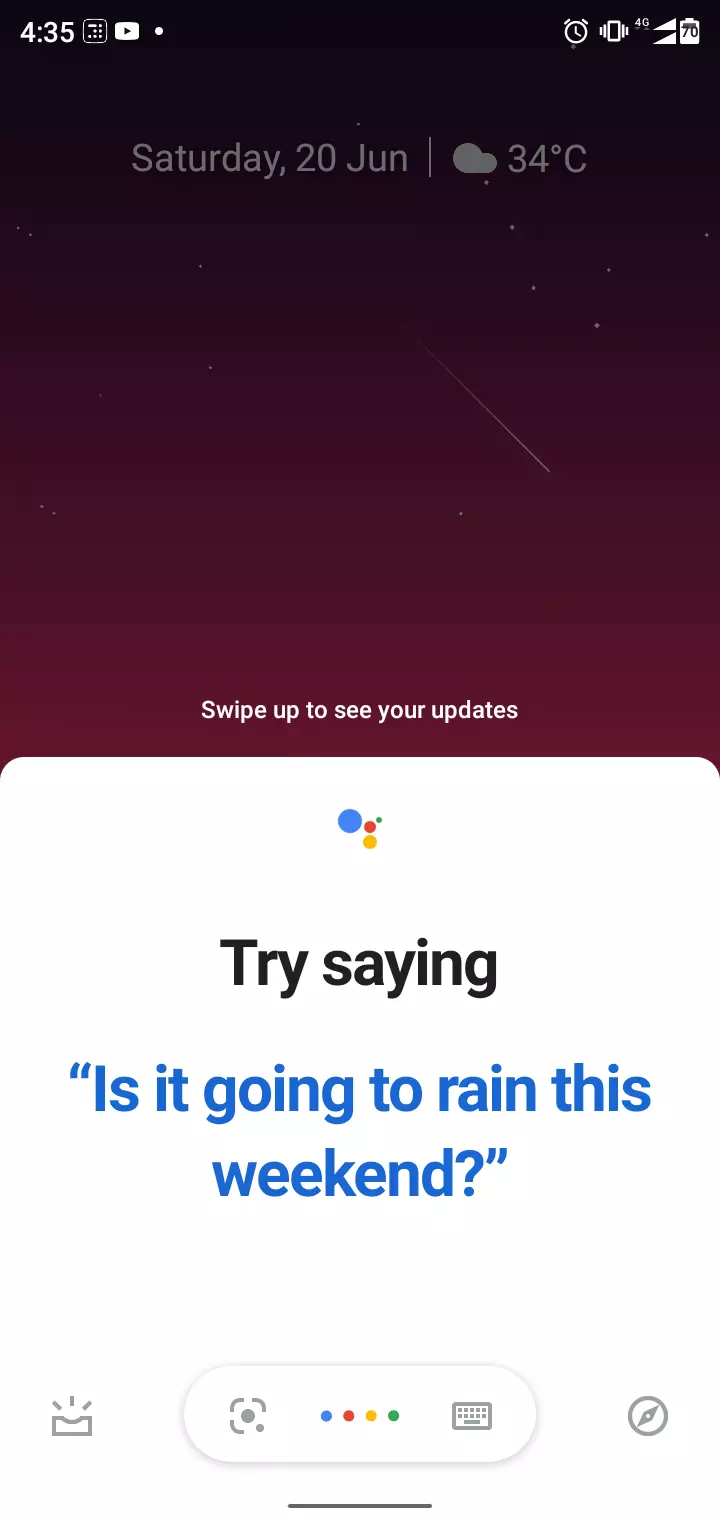 4:35
4G
70
Saturday, 20 Jun
34°C
Swipe up to see your updates
Try saying
“Is it going to rain this
weekend?”